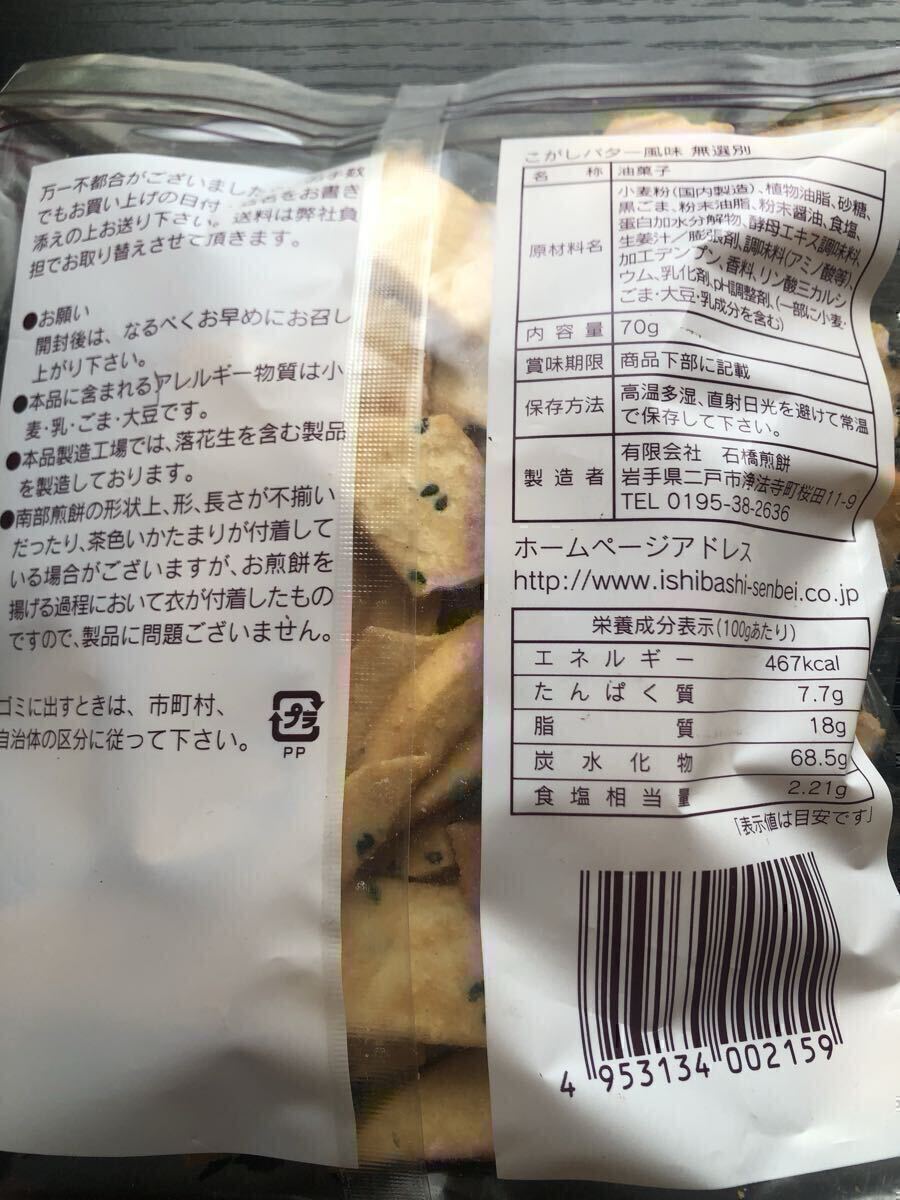 万一不都合がございました
でもお買い上げの日付 をお書き
添えの上お送り下さい。送料は弊社負
担でお取り替えさせて頂きます。
●お願い
開封後は、なるべくお早めにお召し
上がり下さい。
●本品に含まれるアレルギー物質は小
麦・乳・ごま・大豆です。
●本品製造工場では、落花生を含む製品
を製造しております。
●南部煎餅の形状上、形、長さが不揃い
だったり、茶色いかたまりが付着して
いる場合がございますが、お煎餅を
揚げる過程において衣が付着したもの
ですので、製品に問題ございません。
ゴミに出すときは、市町村、
自治体の区分に従って下さい。
プラ
PP
こがしバター風味 無選別
名称 油菓子
原材料名
小麦粉(国内製造)、植物油脂、砂糖、
黒ごま、粉末油脂、粉末醤油、食塩、
蛋白加水分解物、酵母エキス調味料、
生姜汁/膨張剤、調味料(アミノ酸等)、
加工デンプン、香料、リン酸三カルシ
ウム、乳化剤、pH調整剤、(一部に小麦・
ごま・大豆・乳成分を含む)
内容量 70g
賞味期限 商品下部に記載
保存方法
高温多湿、直射日光を避けて常温
で保存して下さい。
製造者
有限会社 石橋煎餅
岩手県二戸市浄法寺町桜田11-9
TEL 0195-38-2636
ホームページアドレス
http://www.ishibashi-senbei.co.jp
栄養成分表示(100gあたり)
エネルギー 467kcal
たんぱく質 7.7g
脂質 18g
炭水化物 68.5g
食塩相当量 2.21g
「表示値は目安です」
4 953134 002159